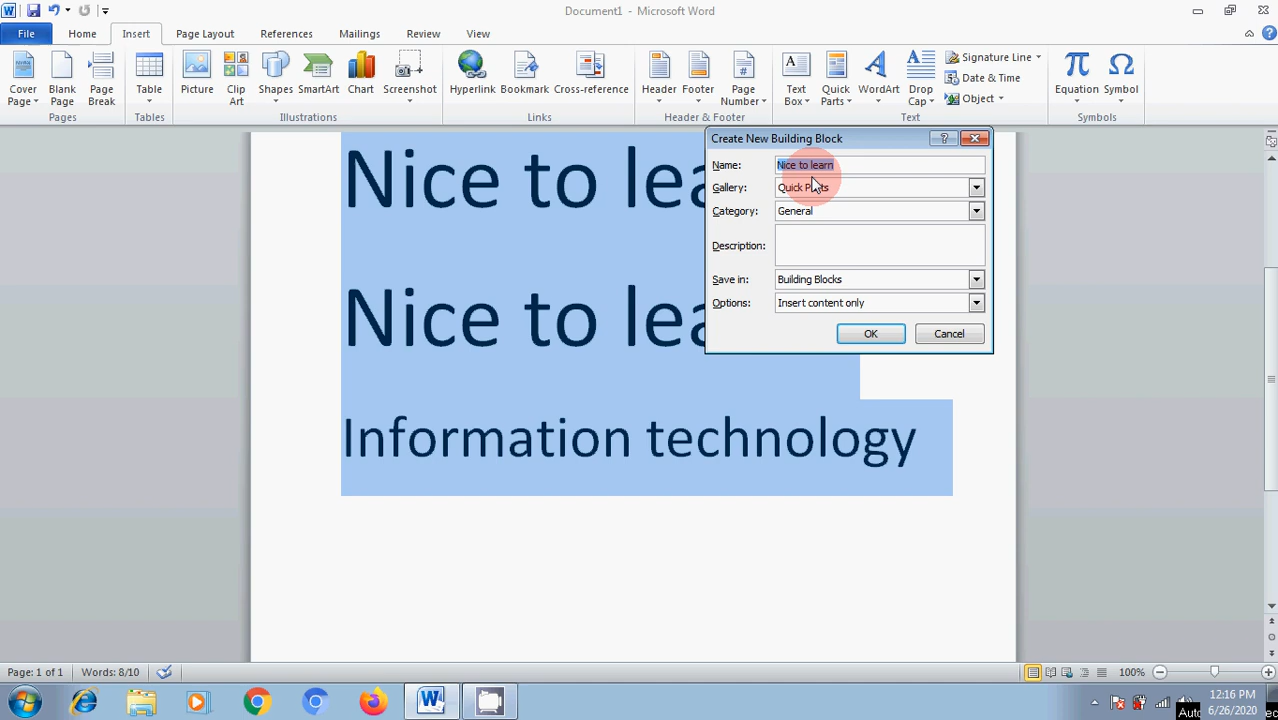 Document1 - Microsoft Word
File Home Insert Page Layout References Mailings Review View
Cover Page
Blank Page
Page Break
Table
Picture
Clip Art
Shapes
SmartArt
Chart
Screenshot
Hyperlink
Bookmark
Cross-reference
Header
Footer
Page Number
Text Box
Quick Parts
WordArt
Drop Cap
Signature Line
Date & Time
Object
Equation
Symbol
Pages Tables Illustrations Links Header & Footer Text Symbols
Create New Building Block
Name: Nice to learn
Gallery: Quick Parts
Category: General
Description:
Save in: Building Blocks
Options: Insert content only
OK Cancel
Nice to lea
Nice to lea
Information technology
Page: 1 of 1 Words: 8/10 100%
12:16 PM
6/26/2020